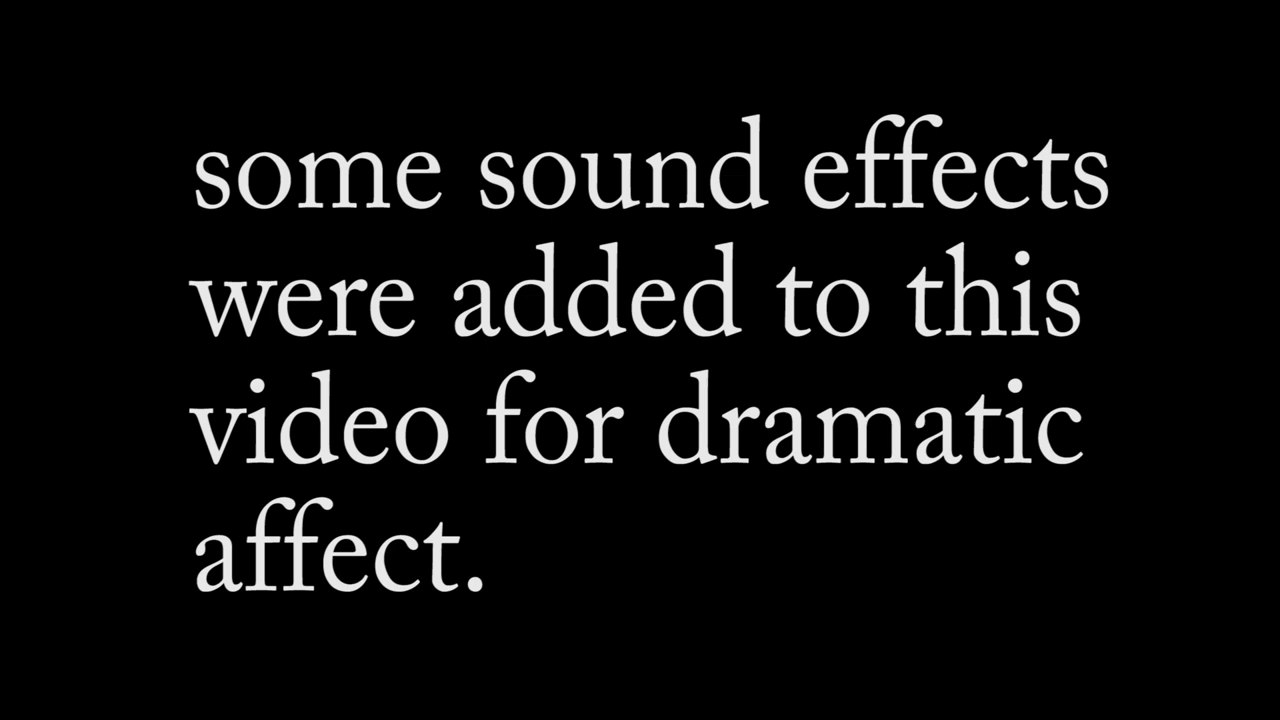 some sound effects
were added to this
video for dramatic
affect.